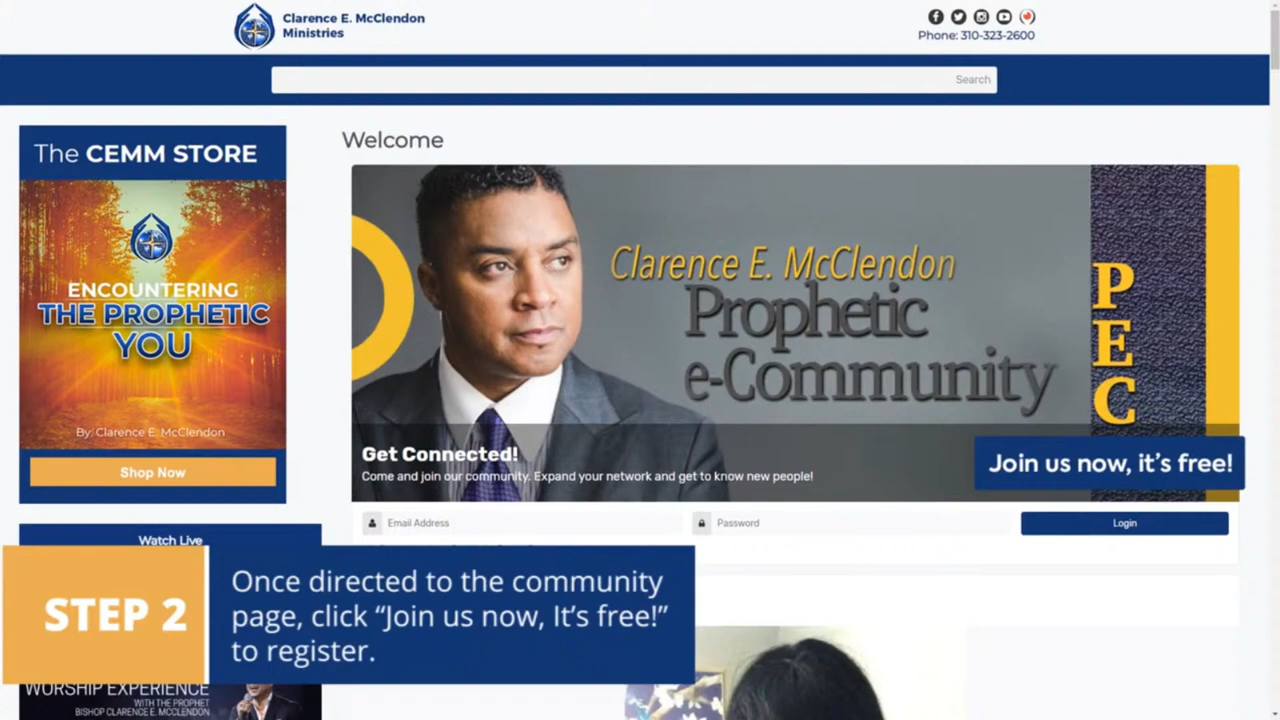 Clarence E. McClendon
Ministries
Phone: 310-323-2600
Search
The CEMM STORE
ENCOUNTERING
THE PROPHETIC
YOU
By: Clarence E. McClendon
Shop Now
Welcome
Clarence E. McClendon
Prophetic
e-Community
PEC
Get Connected!
Come and join our community. Expand your network and get to know new people!
Join us now, it's free!
Email Address
Password
Login
Watch Live
STEP 2
Once directed to the community
page, click “Join us now, It’s free!”
to register.
WORSHIP EXPERIENCE
WITH THE PROPHET
BISHOP CLARENCE E. MCCLENDON